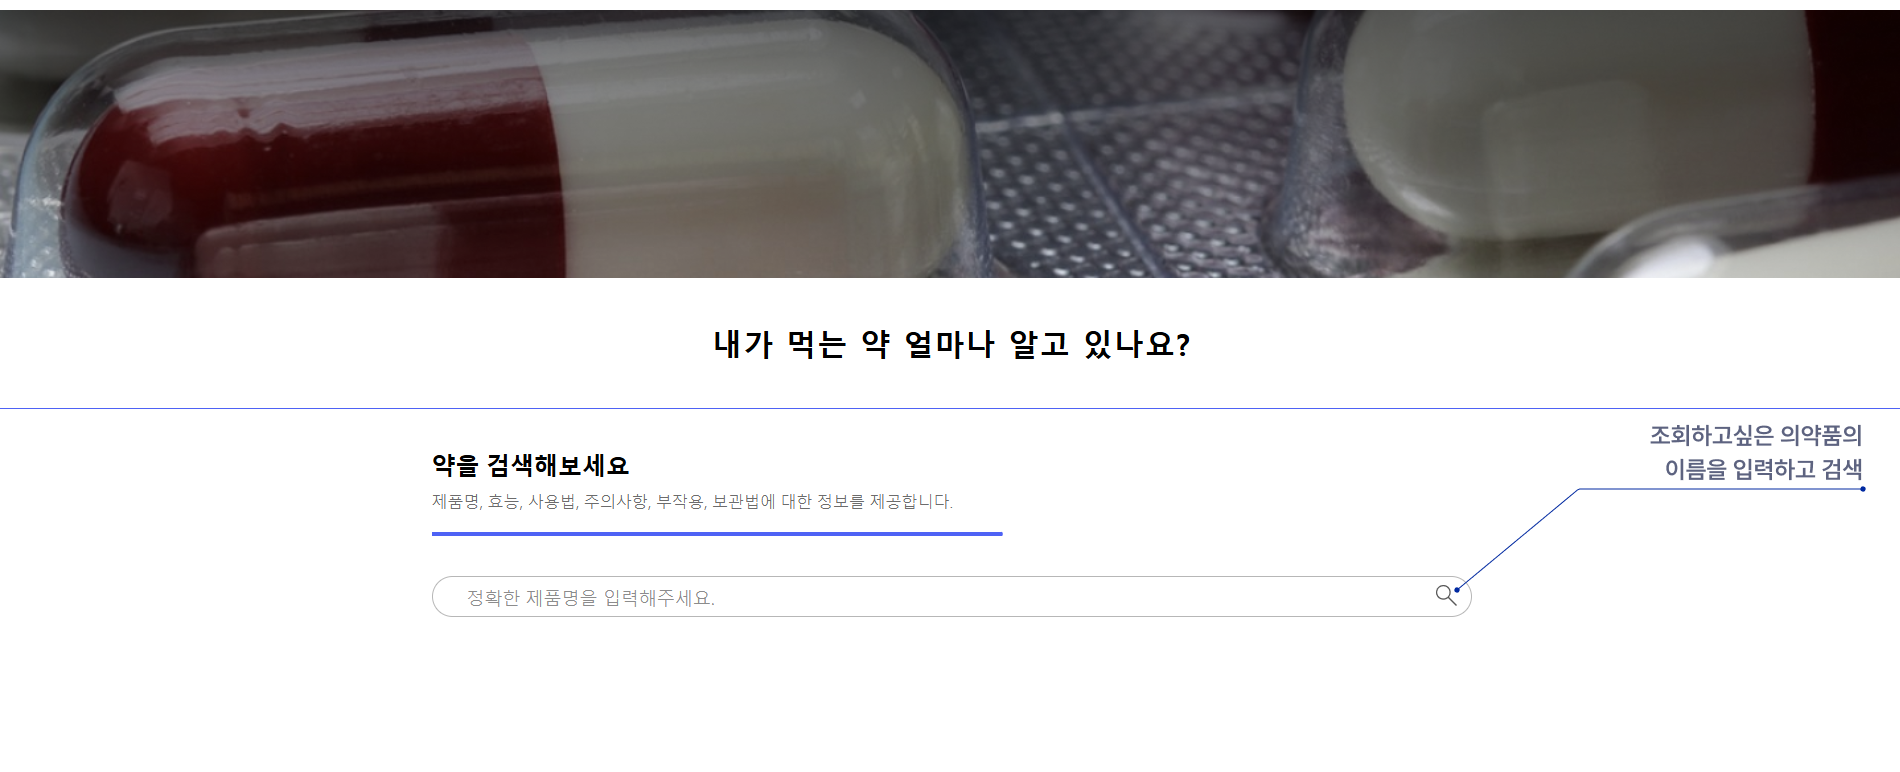 내가 먹는 약 얼마나 알고 있나요?
조회하고싶은 의약품의
이름을 입력하고 검색
약을 검색해보세요
제품명, 효능, 사용법, 주의사항, 부작용, 보관법에 대한 정보를 제공합니다.
정확한 제품명을 입력해주세요.